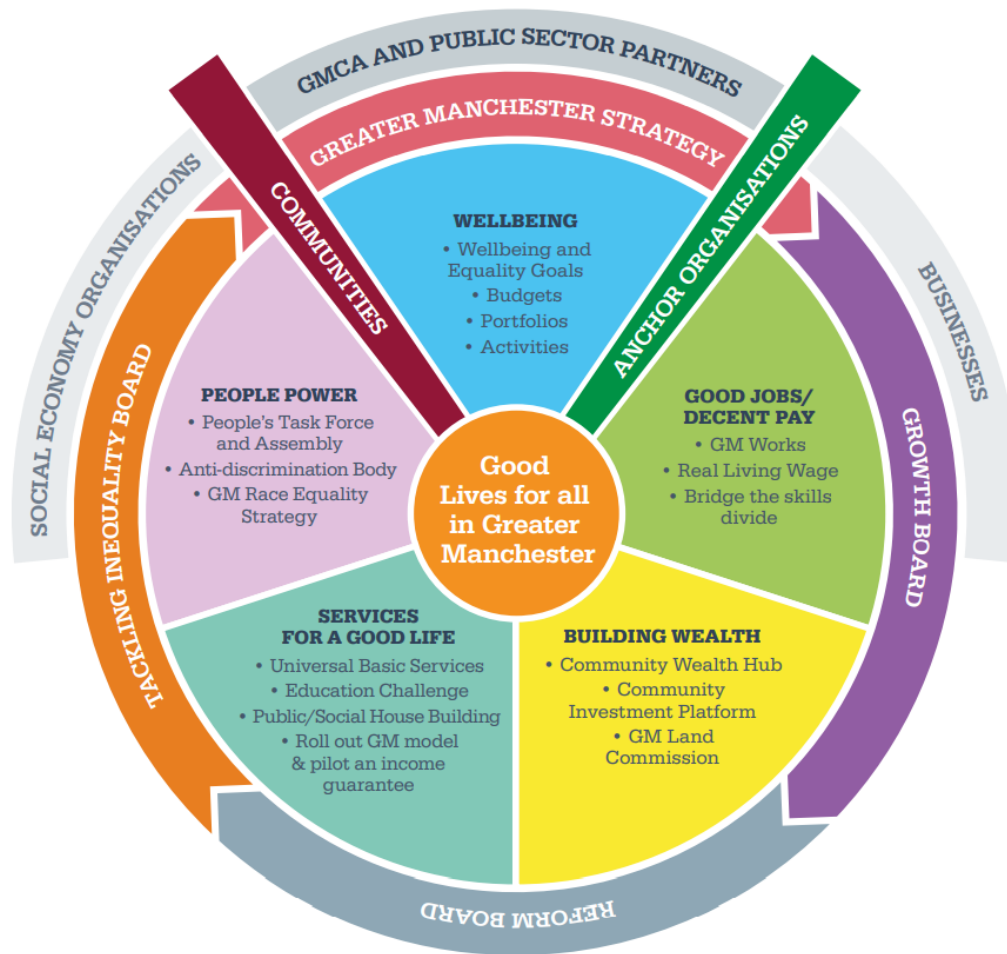 GMCA AND PUBLIC SECTOR PARTNERS
GREATER MANCHESTER STRATEGY
SOCIAL ECONOMY ORGANISATIONS
COMMUNITIES
ANCHOR ORGANISATIONS
BUSINESSES
WELLBEING
• Wellbeing and
Equality Goals
• Budgets
• Portfolios
• Activities
PEOPLE POWER
• People's Task Force
and Assembly
• Anti-discrimination Body
• GM Race Equality
Strategy
GOOD JOBS/
DECENT PAY
• GM Works
• Real Living Wage
• Bridge the skills
divide
Good
Lives for all
in Greater
Manchester
TACKLING INEQUALITY BOARD
GROWTH BOARD
SERVICES
FOR A GOOD LIFE
• Universal Basic Services
• Education Challenge
• Public/Social House Building
• Roll out GM model
& pilot an income
guarantee
BUILDING WEALTH
• Community Wealth Hub
• Community
Investment Platform
• GM Land
Commission
REFORM BOARD